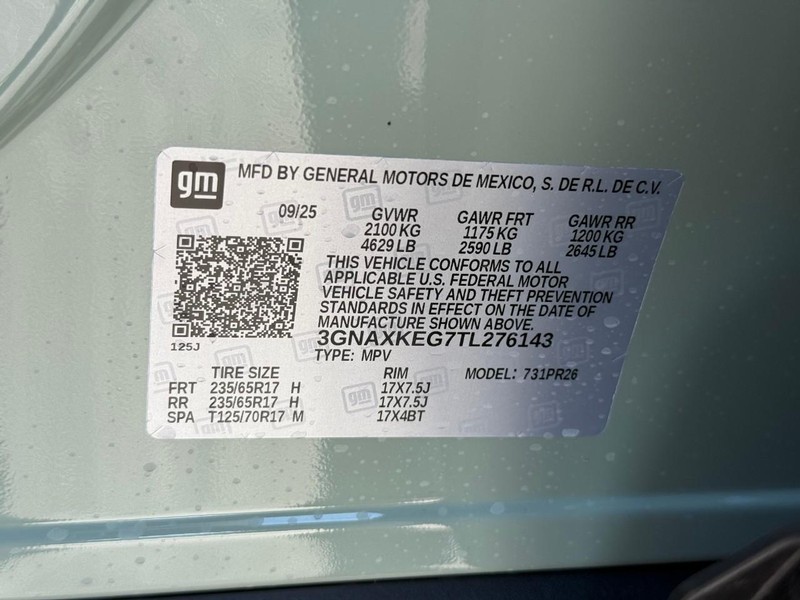 gm MFD BY GENERAL MOTORS DE MEXICO, S. DE R.L. DE C.V.
09/25 GVWR GAWR FRT GAWR RR
2100 KG 1175 KG 1200 KG
4629 LB 2590 LB 2645 LB
THIS VEHICLE CONFORMS TO ALL
APPLICABLE U.S. FEDERAL MOTOR
VEHICLE SAFETY AND THEFT PREVENTION
STANDARDS IN EFFECT ON THE DATE OF
MANUFACTURE SHOWN ABOVE.
125J 3GNAXKEG7TL276143
TYPE: MPV
TIRE SIZE RIM MODEL: 731PR26
FRT 235/65R17 H 17X7.5J
RR 235/65R17 H 17X7.5J
SPA T125/70R17 M 17X4BT